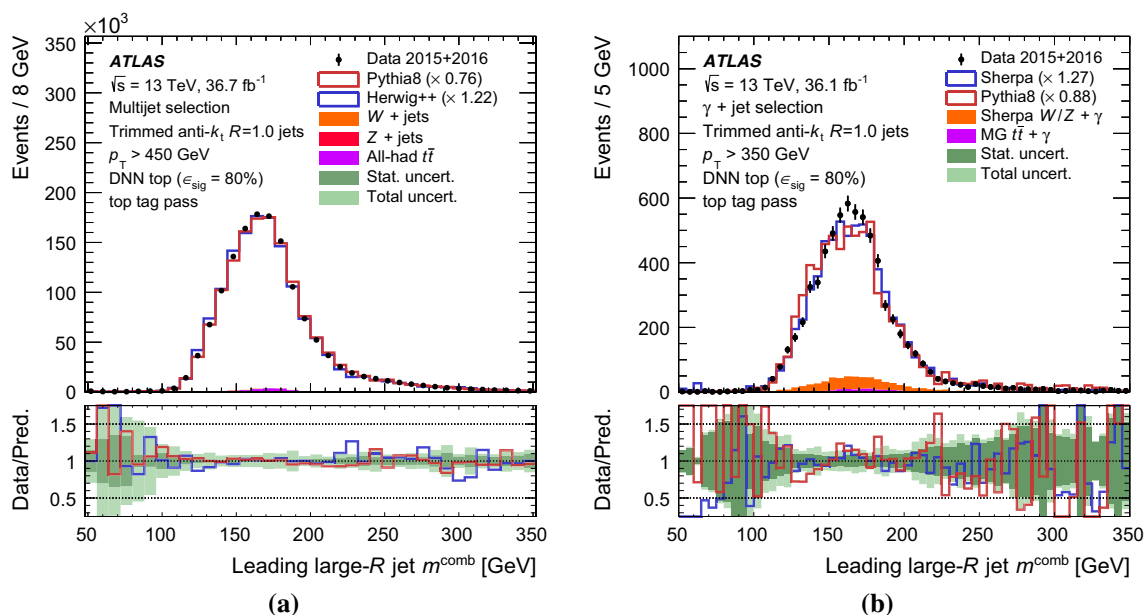 ×10³
Events / 8 GeV
350
300
250
200
150
100
50
0
ATLAS
√s = 13 TeV, 36.7 fb⁻¹
Multijet selection
Trimmed anti-kₜ R=1.0 jets
p_T > 450 GeV
DNN top (ϵ_sig = 80%)
top tag pass
Data 2015+2016
Pythia8 (× 0.76)
Herwig++ (× 1.22)
W + jets
Z + jets
All-had tt̄
Stat. uncert.
Total uncert.
Data/Pred.
1.5
1
0.5
50 100 150 200 250 300 350
Leading large-R jet m^comb [GeV]
(a)
Events / 5 GeV
1000
800
600
400
200
0
ATLAS
√s = 13 TeV, 36.1 fb⁻¹
γ + jet selection
Trimmed anti-kₜ R=1.0 jets
p_T > 350 GeV
DNN top (ϵ_sig = 80%)
top tag pass
Data 2015+2016
Sherpa (× 1.27)
Pythia8 (× 0.88)
Sherpa W/Z + γ
MG tt̄ + γ
Stat. uncert.
Total uncert.
Data/Pred.
1.5
1
0.5
50 100 150 200 250 300 350
Leading large-R jet m^comb [GeV]
(b)